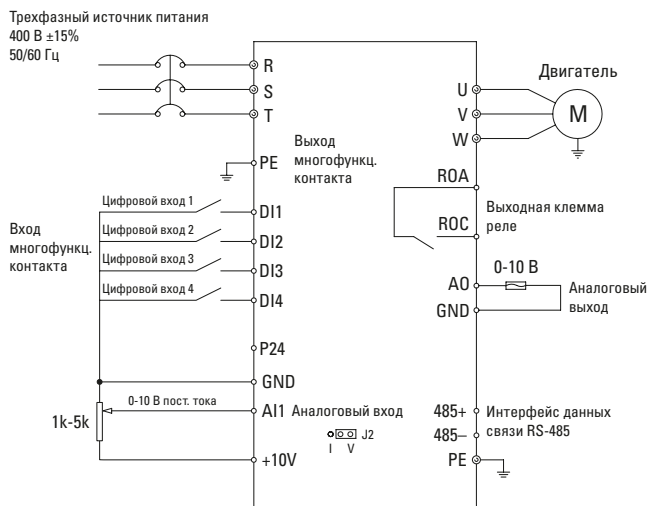 Трехфазный источник питания
400 В ±15%
50/60 Гц
R
S
T
PE
Выход
многофункц.
контакта
Вход
многофункц.
контакта
Цифровой вход 1
DI1
Цифровой вход 2
DI2
Цифровой вход 3
DI3
Цифровой вход 4
DI4
P24
GND
1k-5k
0-10 В пост. тока
AI1 Аналоговый вход
J2
I V
+10V
Двигатель
U
V
W
M
ROA
ROC
Выходная клемма
реле
0-10 В
AO
GND
Аналоговый
выход
485+
485–
Интерфейс данных
связи RS-485
PE